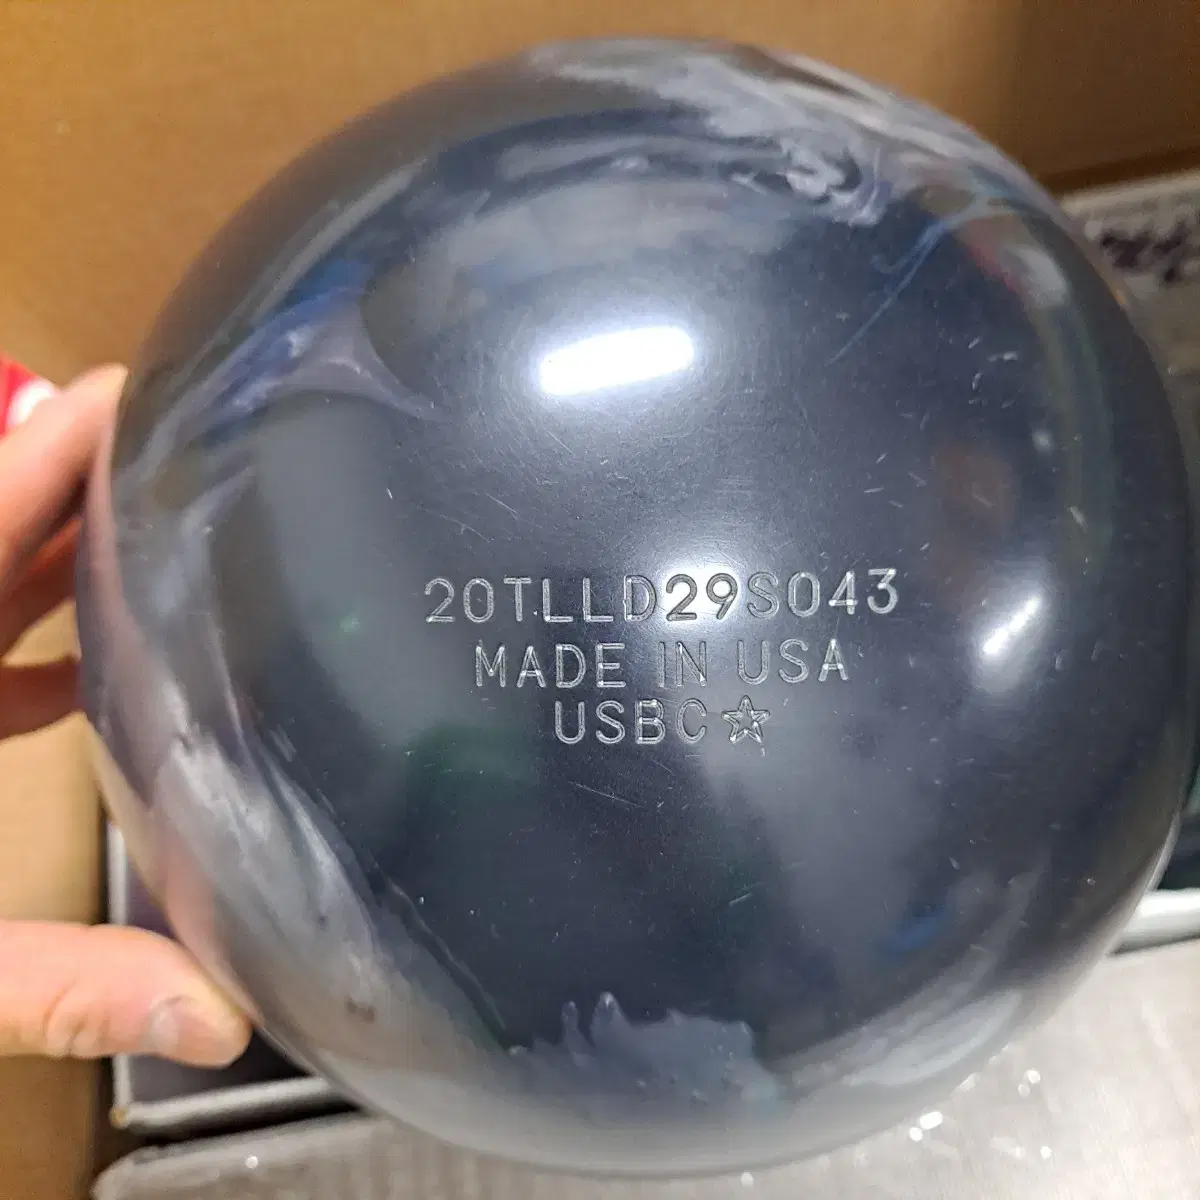 20TLLD29S043
MADE IN USA
USBC☆